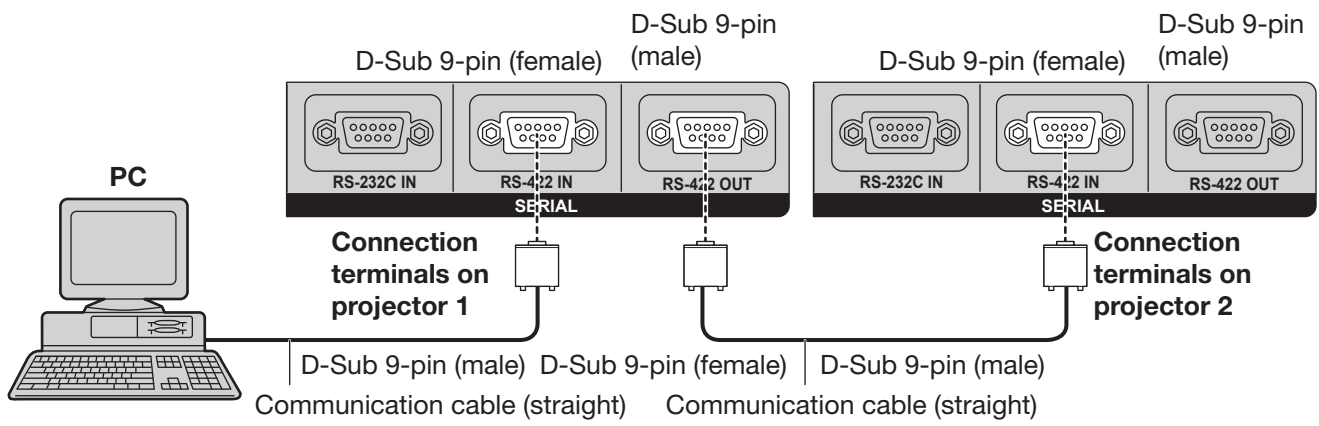 D-Sub 9-pin (female)
D-Sub 9-pin
(male)
D-Sub 9-pin (female)
D-Sub 9-pin
(male)
PC
RS-232C IN
RS-422 IN
RS-422 OUT
SERIAL
RS-232C IN
RS-422 IN
RS-422 OUT
SERIAL
Connection
terminals on
projector 1
Connection
terminals on
projector 2
D-Sub 9-pin (male)
D-Sub 9-pin (female)
D-Sub 9-pin (male)
Communication cable (straight)
Communication cable (straight)